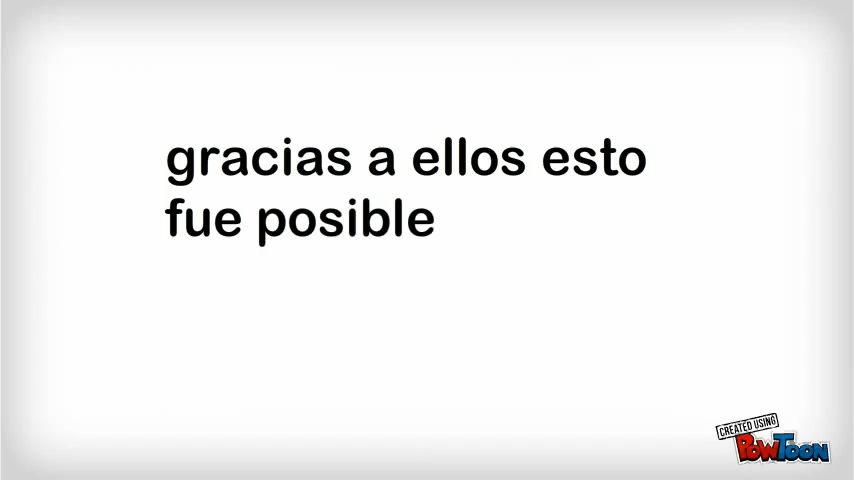 gracias a ellos esto
fue posible
CREATED USING
PowToon